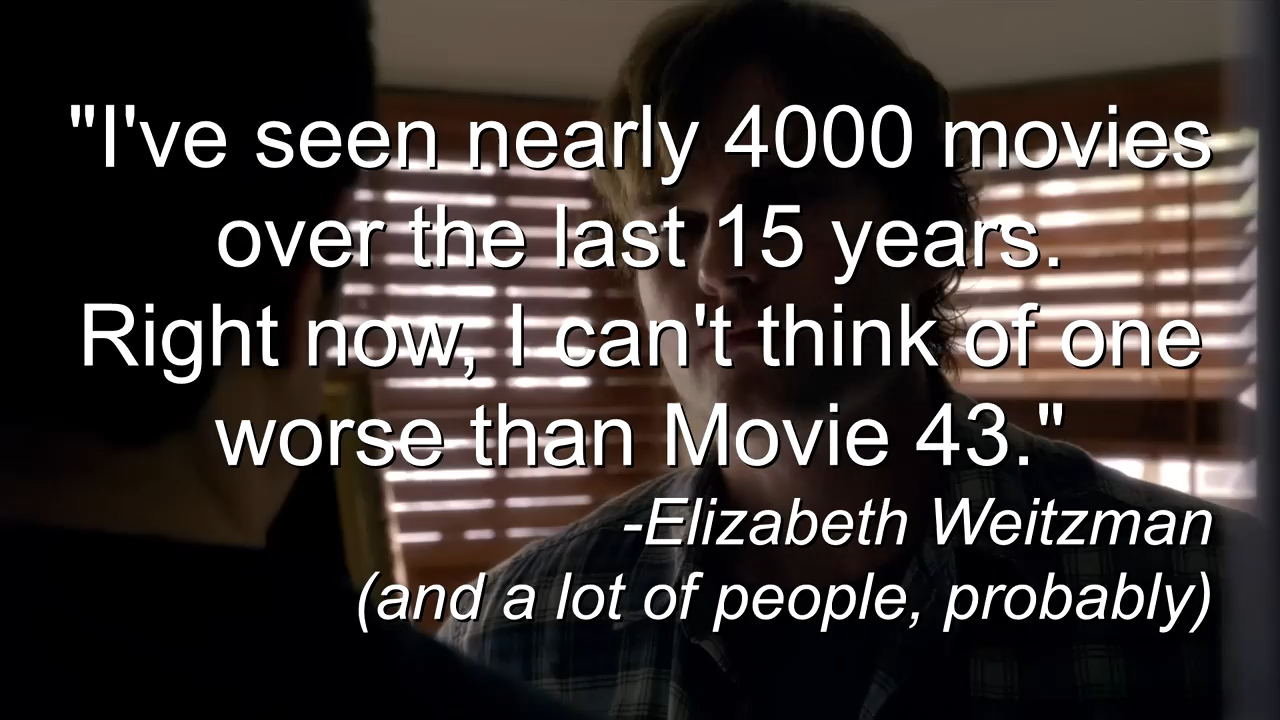 "I've seen nearly 4000 movies
over the last 15 years.
Right now, I can't think of one
worse than Movie 43."
-Elizabeth Weitzman
(and a lot of people, probably)